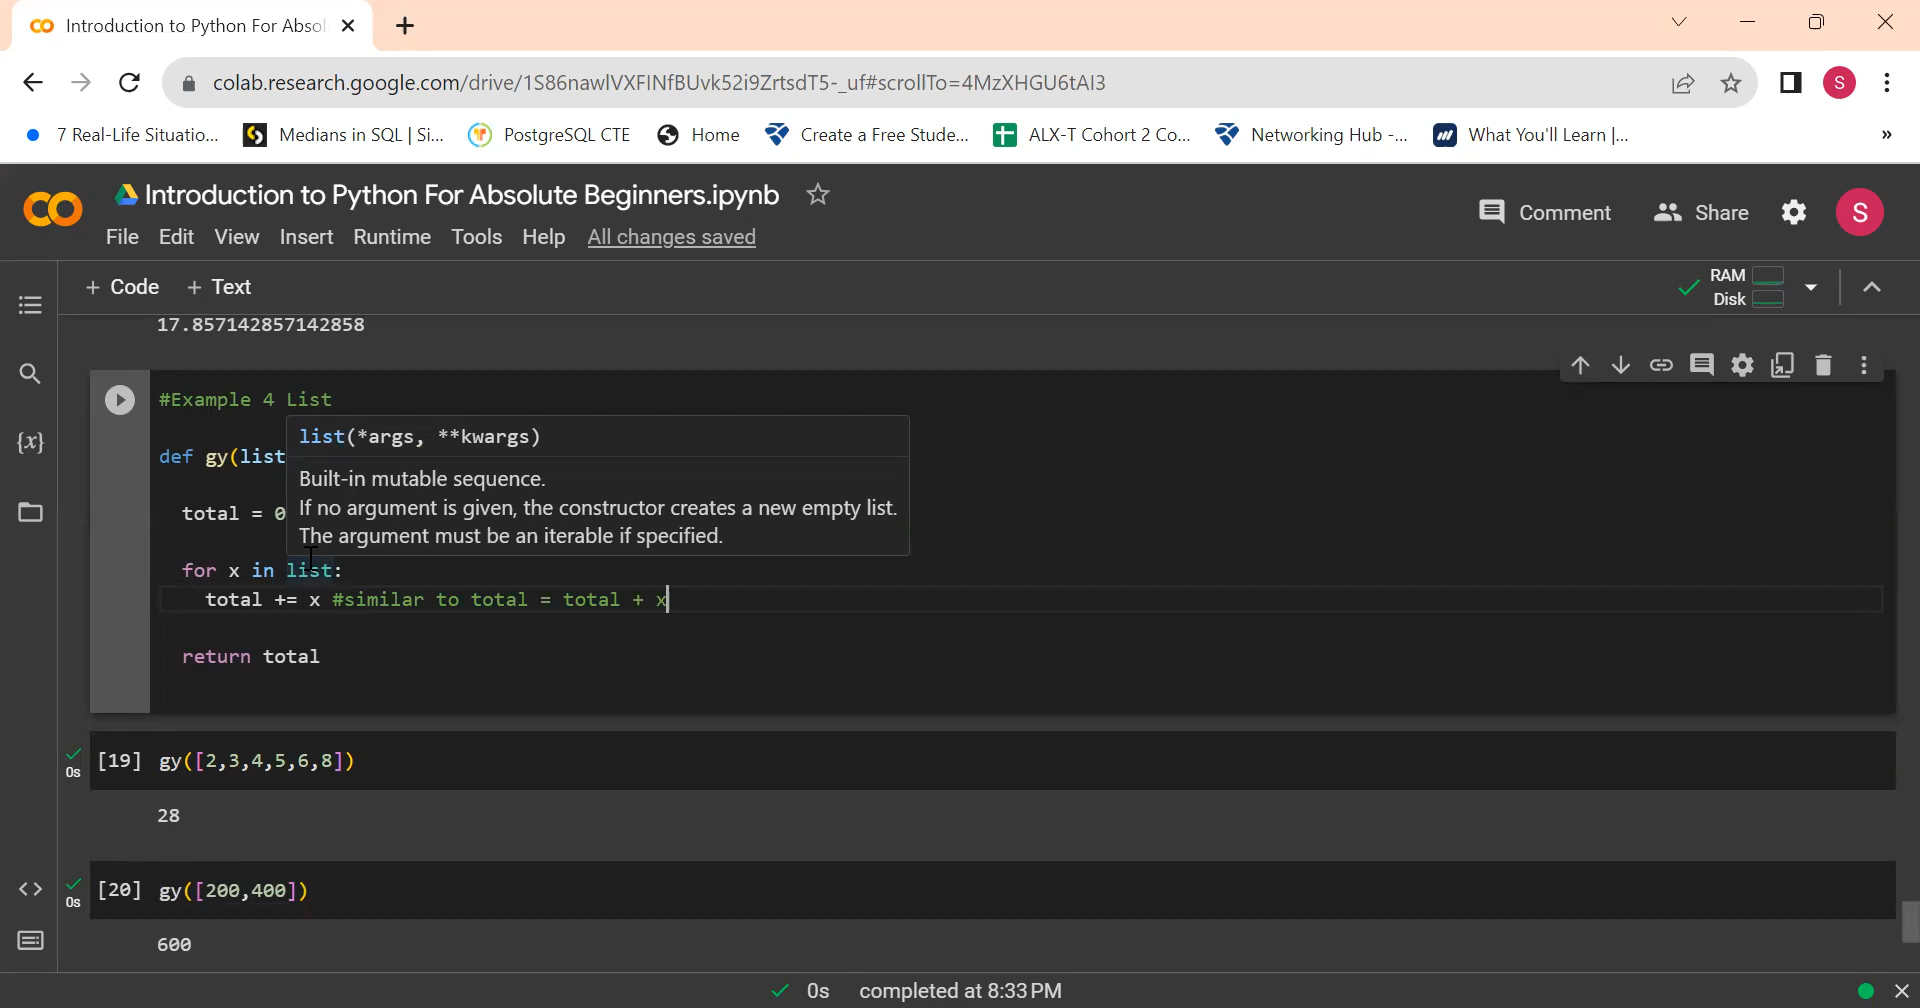 Introduction to Python For Absol
colab.research.google.com/drive/1S86nawlVXFINfBUvk52i9ZrtsdT5-_uf#scrollTo=4MzXHGU6tAI3
S
7 Real-Life Situatio... Medians in SQL | Si... PostgreSQL CTE Home Create a Free Stude... ALX-T Cohort 2 Co... Networking Hub -... What You'll Learn |... »
Introduction to Python For Absolute Beginners.ipynb
Comment Share S
File Edit View Insert Runtime Tools Help All changes saved
+ Code + Text
RAM
Disk
17.857142857142858
#Example 4 List
list(*args, **kwargs)
def gy(list
Built-in mutable sequence.
If no argument is given, the constructor creates a new empty list.
total = 0
The argument must be an iterable if specified.
for x in list:
total += x #similar to total = total + x
return total
{x}
[19] gy([2,3,4,5,6,8])
0s
28
[20] gy([200,400])
0s
600
0s completed at 8:33 PM